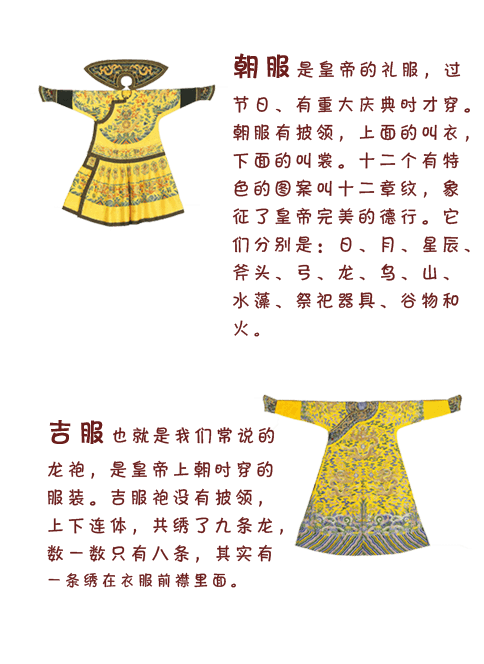 朝服是皇帝的礼服，过
节日、有重大庆典时才穿。
朝服有披领，上面的叫衣，
下面的叫裳。十二个有特
色的图案叫十二章纹，象
征了皇帝完美的德行。它
们分别是：日、月、星辰、
斧头、弓、龙、鸟、山、
水藻、祭祀器具、谷物和
火。
吉服也就是我们常说的
龙袍，是皇帝上朝时穿的
服装。吉服袍没有披领，
上下连体，共绣了九条龙，
数一数只有八条，其实有
一条绣在衣服前襟里面。